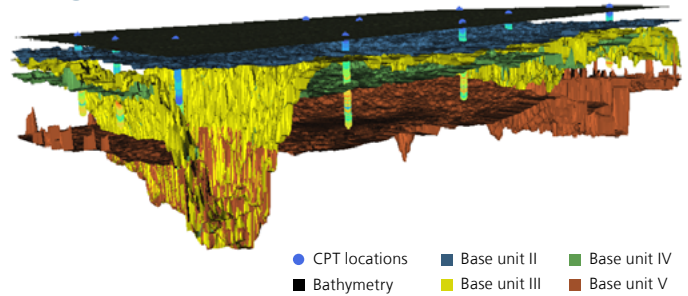 CPT locations
Base unit II
Base unit IV
Bathymetry
Base unit III
Base unit V